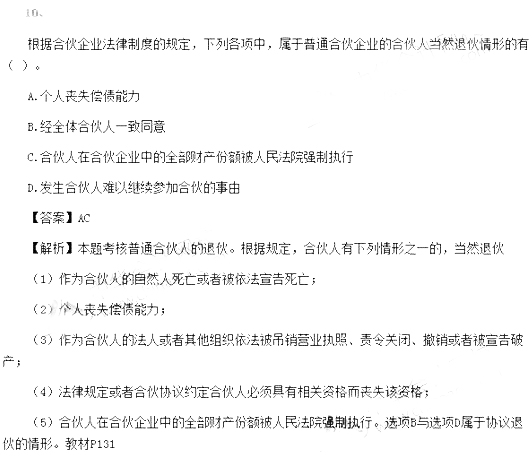 10、
根据合伙企业法律制度的规定，下列各项中，属于普通合伙企业的合伙人当然退伙情形的有
（ ）。
A.个人丧失偿债能力
B.经全体合伙人一致同意
C.合伙人在合伙企业中的全部财产份额被人民法院强制执行
D.发生合伙人难以继续参加合伙的事由
【答案】AC
【解析】本题考核普通合伙人的退伙。根据规定，合伙人有下列情形之一的，当然退伙
（1）作为合伙人的自然人死亡或者被依法宣告死亡；
（2）个人丧失偿债能力；
（3）作为合伙人的法人或者其他组织依法被吊销营业执照、责令关闭、撤销或者被宣告破
产；
（4）法律规定或者合伙协议约定合伙人必须具有相关资格而丧失该资格；
（5）合伙人在合伙企业中的全部财产份额被人民法院强制执行。选项B与选项D属于协议退
伙的情形。教材P131